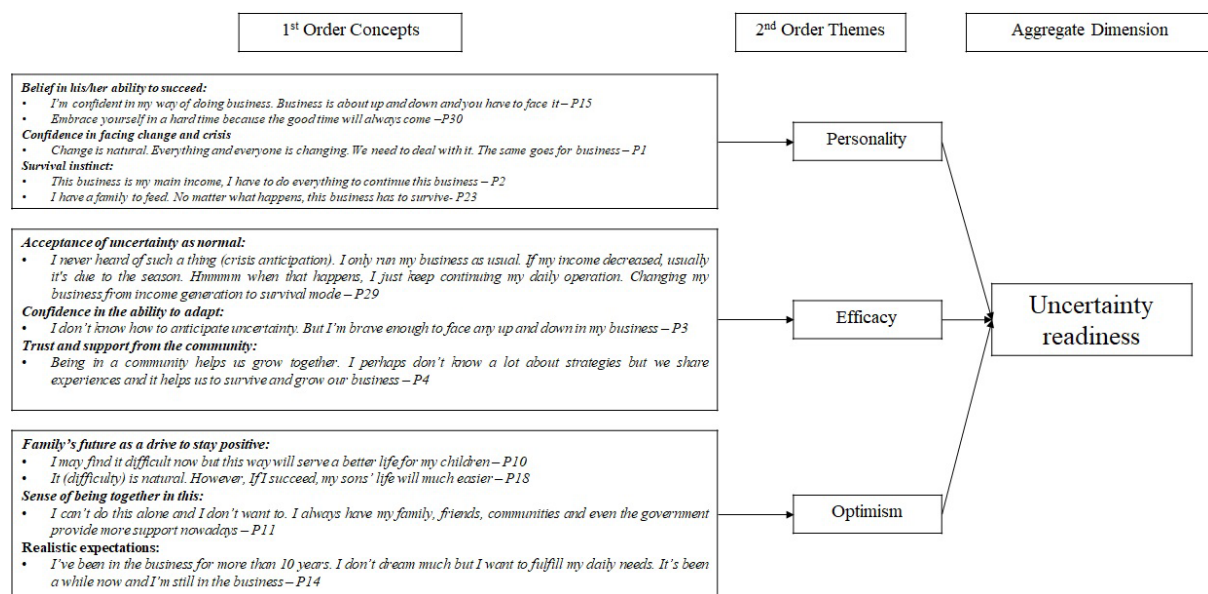 1st Order Concepts
2nd Order Themes
Aggregate Dimension
Belief in his/her ability to succeed:
• I'm confident in my way of doing business. Business is about up and down and you have to face it – P15
• Embrace yourself in a hard time because the good time will always come –P30
Confidence in facing change and crisis
• Change is natural. Everything and everyone is changing. We need to deal with it. The same goes for business – P1
Survival instinct:
• This business is my main income, I have to do everything to continue this business – P2
• I have a family to feed. No matter what happens, this business has to survive- P23
Personality
Acceptance of uncertainty as normal:
• I never heard of such a thing (crisis anticipation). I only run my business as usual. If my income decreased, usually
it's due to the season. Hmmmm when that happens, I just keep continuing my daily operation. Changing my
business from income generation to survival mode – P29
Confidence in the ability to adapt:
• I don't know how to anticipate uncertainty. But I'm brave enough to face any up and down in my business – P3
Trust and support from the community:
• Being in a community helps us grow together. I perhaps don't know a lot about strategies but we share
experiences and it helps us to survive and grow our business – P4
Efficacy
Uncertainty
readiness
Family's future as a drive to stay positive:
• I may find it difficult now but this way will serve a better life for my children – P10
• It (difficulty) is natural. However, If I succeed, my sons' life will much easier – P18
Sense of being together in this:
• I can't do this alone and I don't want to. I always have my family, friends, communities and even the government
provide more support nowadays – P11
Realistic expectations:
• I've been in the business for more than 10 years. I don't dream much but I want to fulfill my daily needs. It's been
a while now and I'm still in the business – P14
Optimism